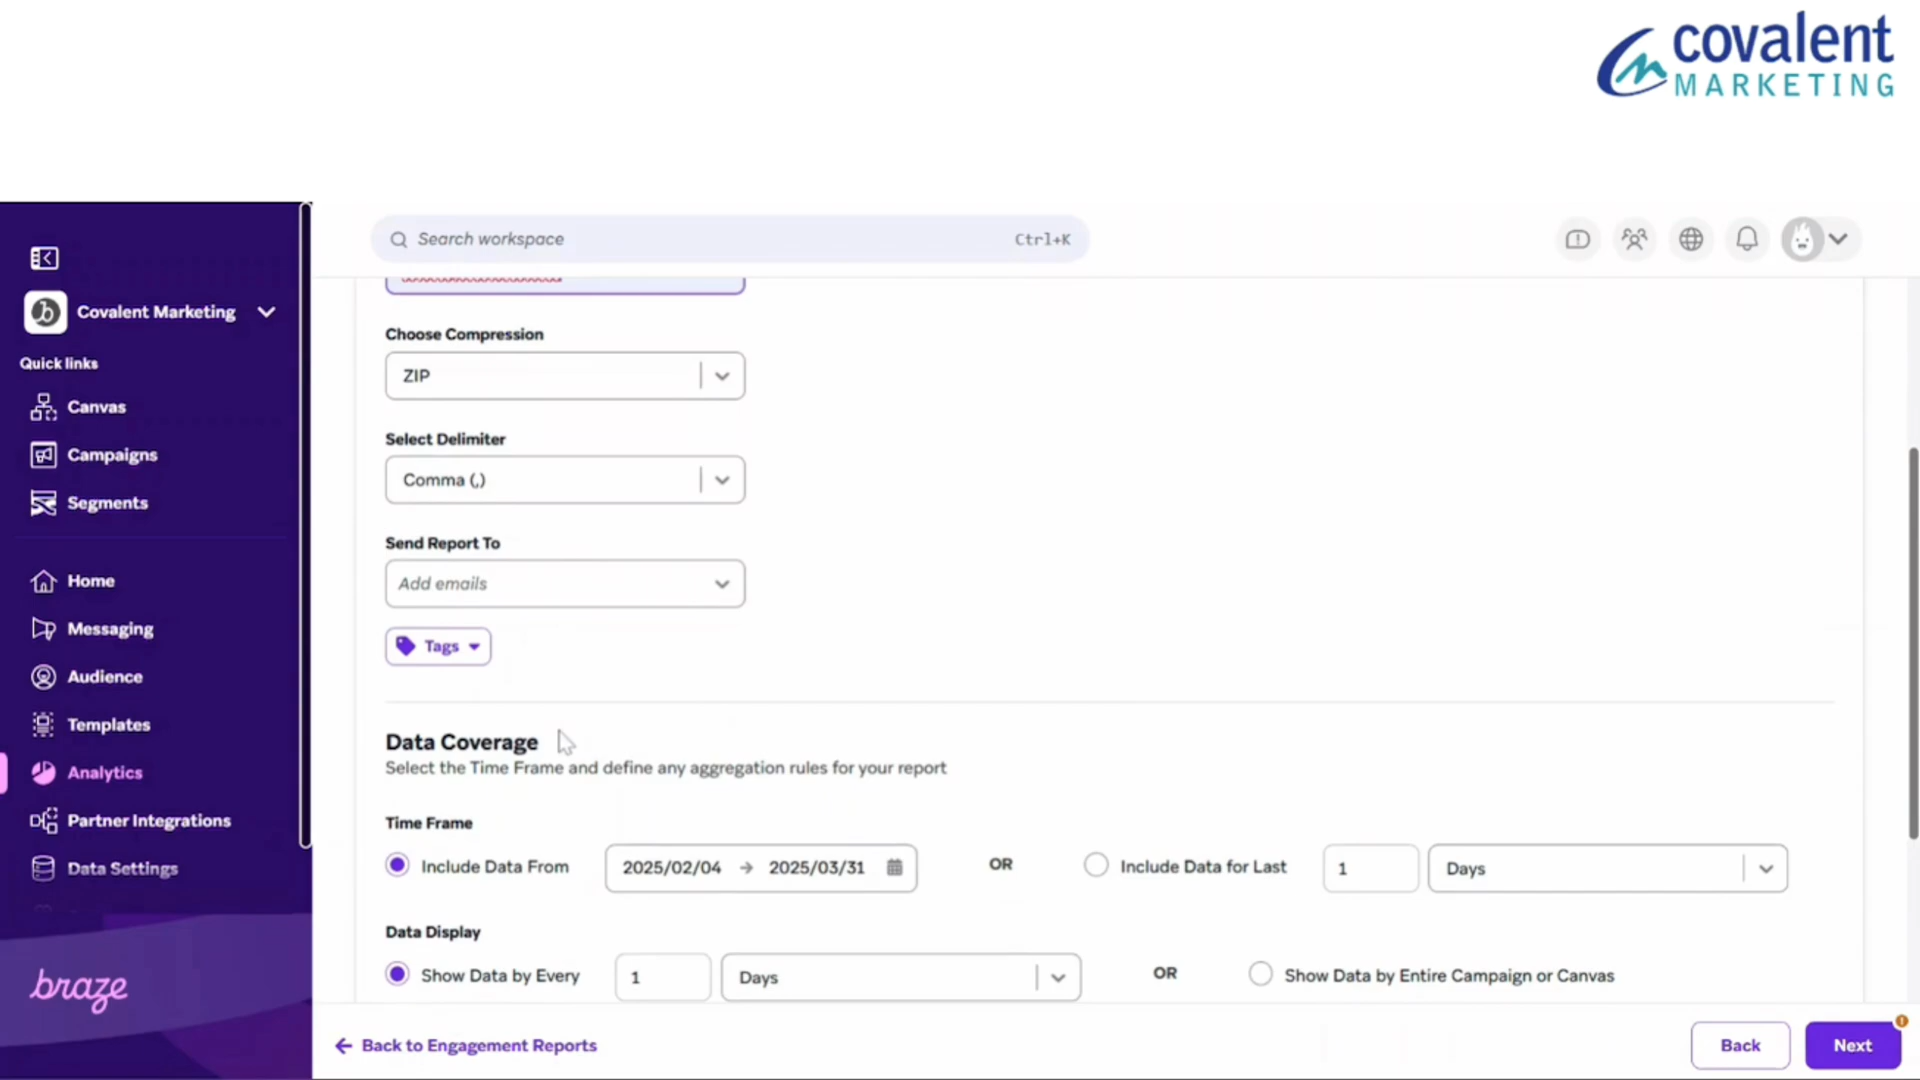 covalent
MARKETING
Search workspace
Ctrl+K
Covalent Marketing
Quick links
Canvas
Campaigns
Segments
Home
Messaging
Audience
Templates
Analytics
Partner Integrations
Data Settings
braze
Choose Compression
ZIP
Select Delimiter
Comma (,)
Send Report To
Add emails
Tags
Data Coverage
Select the Time Frame and define any aggregation rules for your report
Time Frame
Include Data From 2025/02/04 → 2025/03/31 OR Include Data for Last 1 Days
Data Display
Show Data by Every 1 Days OR Show Data by Entire Campaign or Canvas
← Back to Engagement Reports
Back
Next